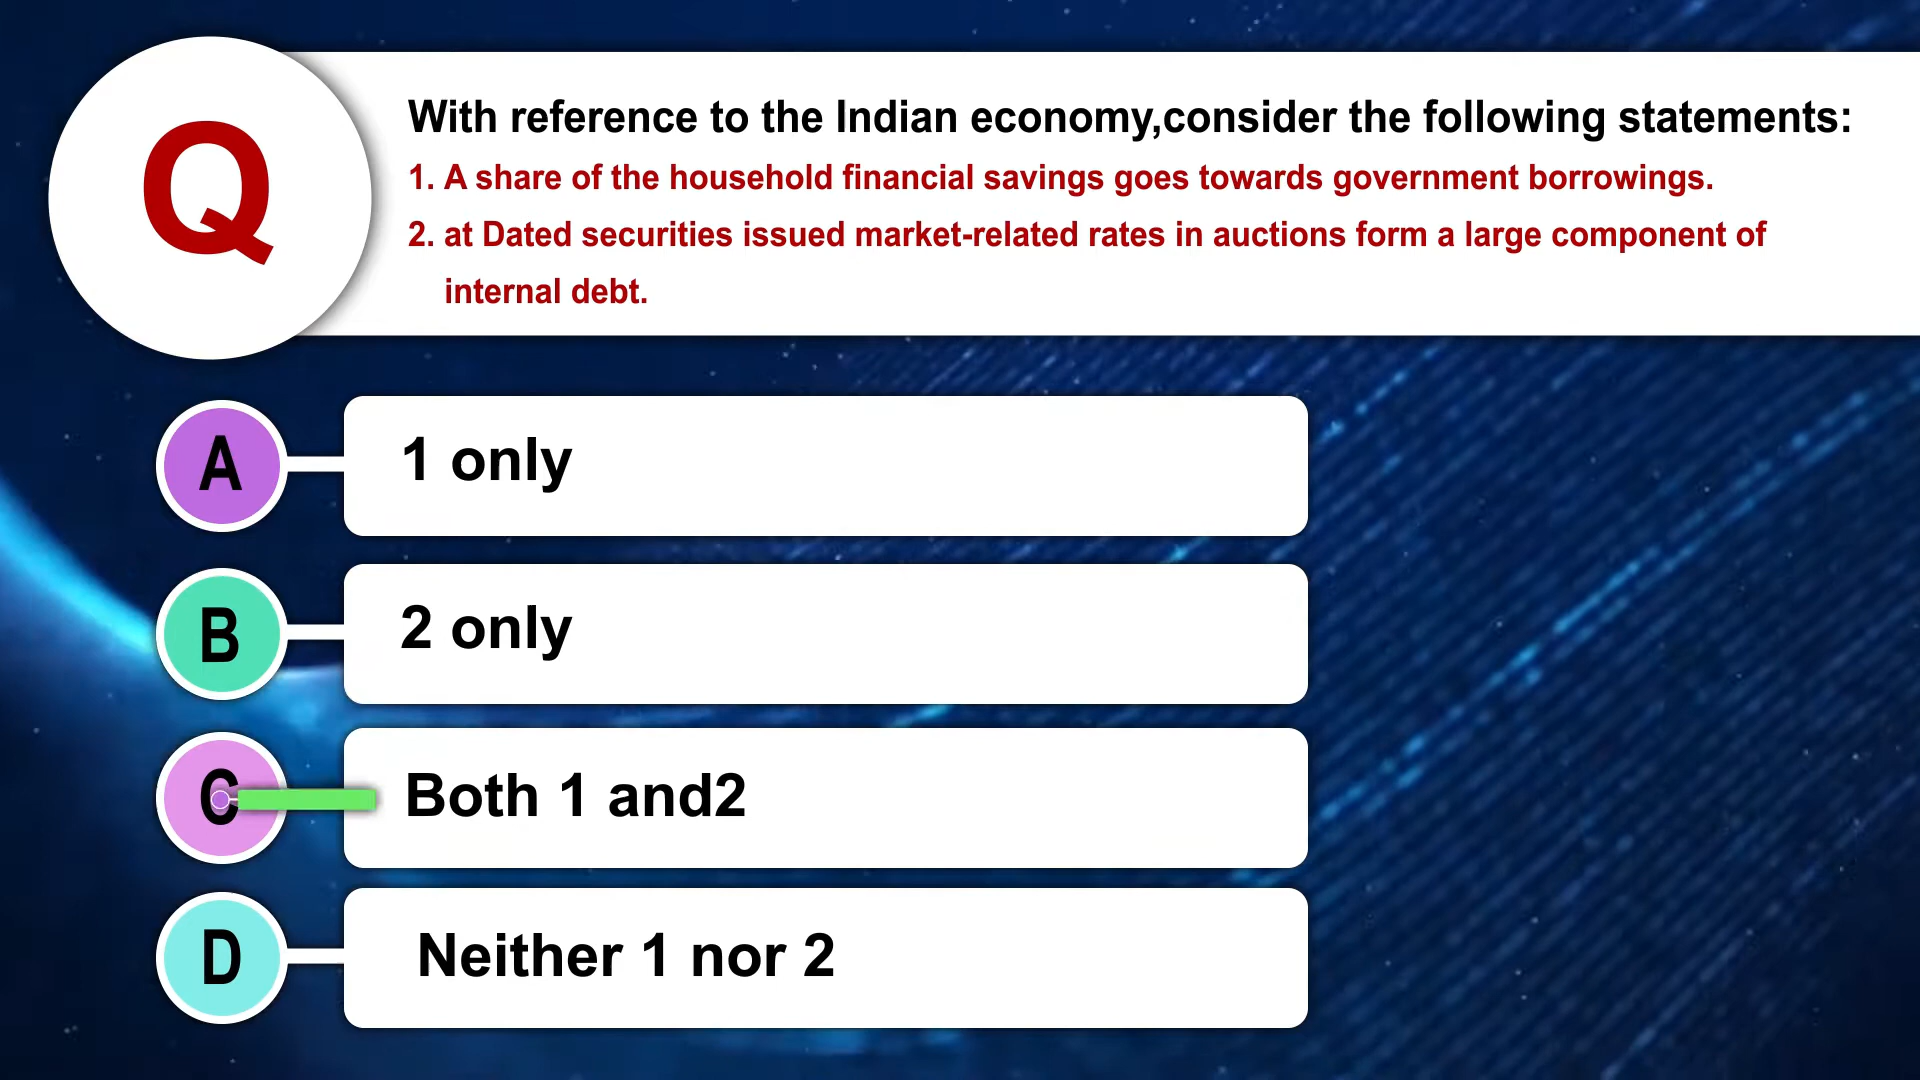 Q
With reference to the Indian economy,consider the following statements:
1. A share of the household financial savings goes towards government borrowings.
2. at Dated securities issued market-related rates in auctions form a large component of
internal debt.
A
1 only
B
2 only
C
Both 1 and2
D
Neither 1 nor 2